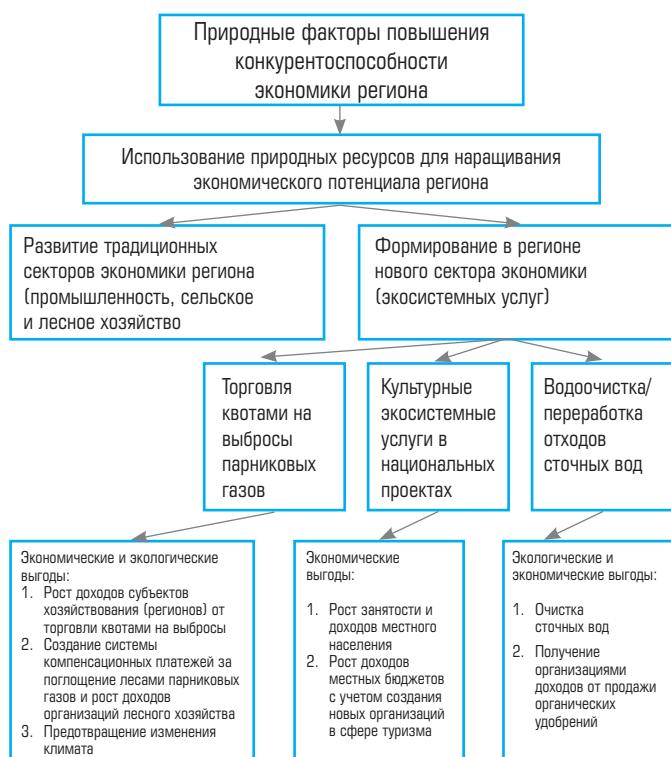 Природные факторы повышения
конкурентоспособности
экономики региона
Использование природных ресурсов для наращивания
экономического потенциала региона
Развитие традиционных
секторов экономики региона
(промышленность, сельское
и лесное хозяйство
Формирование в регионе
нового сектора экономики
(экосистемных услуг)
Торговля
квотами на
выбросы
парниковых
газов
Культурные
экосистемные
услуги в
национальных
проектах
Водоочистка/
переработка
отходов
сточных вод
Экономические и экологические
выгоды:
1. Рост доходов субъектов
хозяйствования (регионов) от
торговли квотами на выбросы
2. Создание системы
компенсационных платежей за
поглощение лесами парниковых
газов и рост доходов
организаций лесного хозяйства
3. Предотвращение изменения
климата
Экономические
выгоды:
1. Рост занятости и
доходов местного
населения
2. Рост доходов
местных бюджетов
с учетом создания
новых организаций
в сфере туризма
Экологические и
экономические выгоды:
1. Очистка
сточных вод
2. Получение
организациями
доходов от продажи
органических
удобрений